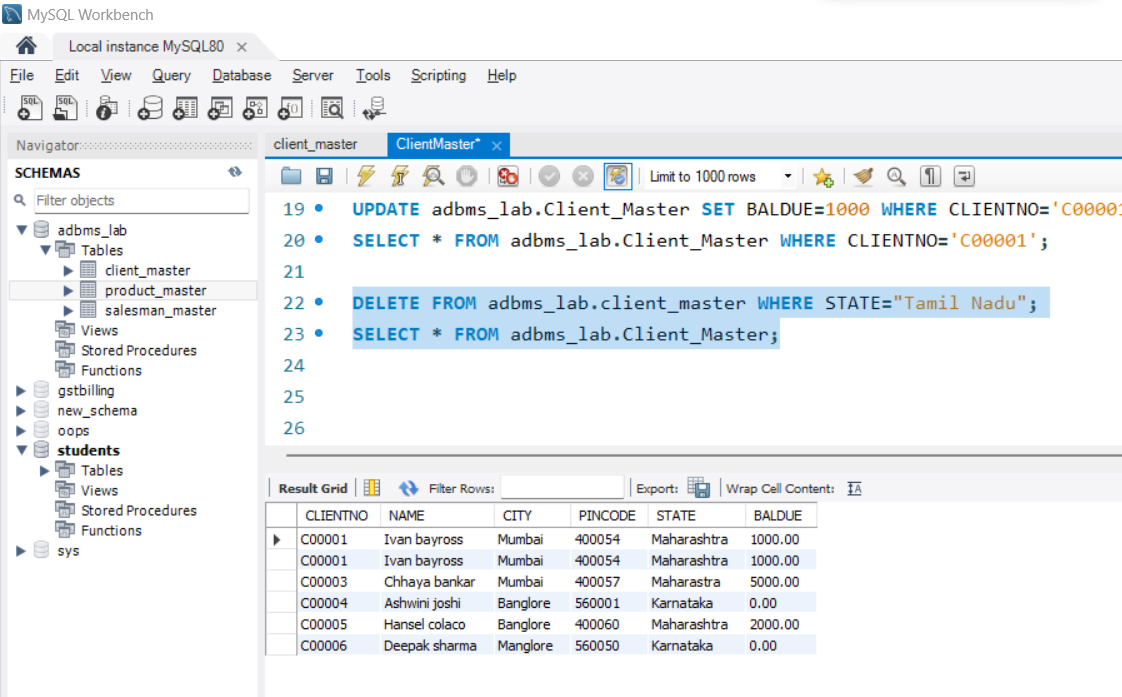 MySQL Workbench
Local instance MySQL80
File Edit View Query Database Server Tools Scripting Help
SQL SQL
Navigator
SCHEMAS
Filter objects
adbms_lab
Tables
client_master
product_master
salesman_master
Views
Stored Procedures
Functions
gstbilling
new_schema
oops
students
Tables
Views
Stored Procedures
Functions
sys
client_master ClientMaster*
Limit to 1000 rows
19 UPDATE adbms_lab.Client_Master SET BALDUE=1000 WHERE CLIENTNO='C00001
20 SELECT * FROM adbms_lab.Client_Master WHERE CLIENTNO='C00001';
21
22 DELETE FROM adbms_lab.client_master WHERE STATE="Tamil Nadu";
23 SELECT * FROM adbms_lab.Client_Master;
24
25
26
Result Grid Filter Rows: Export: Wrap Cell Content: IA
CLIENTNO NAME CITY PINCODE STATE BALDUE
C00001 Ivan bayross Mumbai 400054 Maharashtra 1000.00
C00001 Ivan bayross Mumbai 400054 Maharashtra 1000.00
C00003 Chhaya bankar Mumbai 400057 Maharastra 5000.00
C00004 Ashwini joshi Banglore 560001 Karnataka 0.00
C00005 Hansel colaco Banglore 400060 Maharashtra 2000.00
C00006 Deepak sharma Manglore 560050 Karnataka 0.00